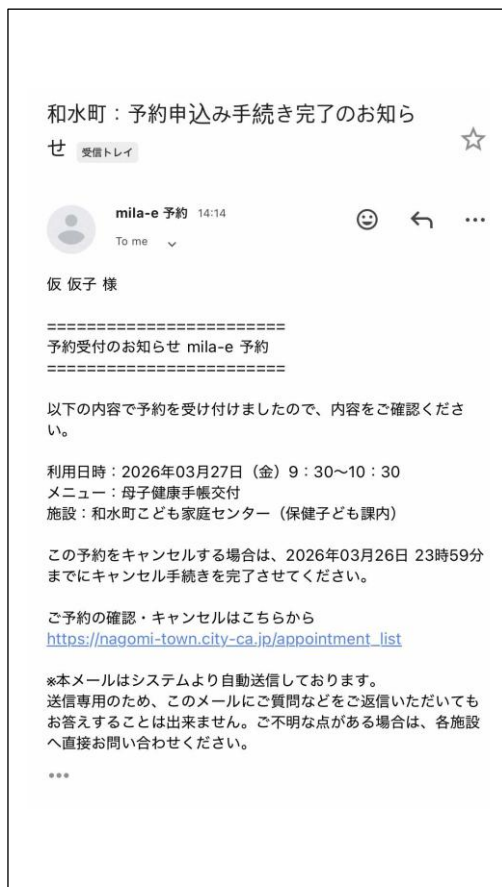 和水町：予約申込み手続き完了のお知ら
せ 受信トレイ
mila-e 予約 14:14
To me
仮 仮子 様
========================
予約受付のお知らせ mila-e 予約
========================
以下の内容で予約を受け付けましたので、内容をご確認くださ
い。
利用日時：2026年03月27日（金）9：30～10：30
メニュー：母子健康手帳交付
施設：和水町こども家庭センター（保健子ども課内）
この予約をキャンセルする場合は、2026年03月26日 23時59分
までにキャンセル手続きを完了させてください。
ご予約の確認・キャンセルはこちらから
https://nagomi-town.city-ca.jp/appointment_list
※本メールはシステムより自動送信しております。
送信専用のため、このメールにご質問などをご返信いただいても
お答えすることは出来ません。ご不明な点がある場合は、各施設
へ直接お問い合わせください。